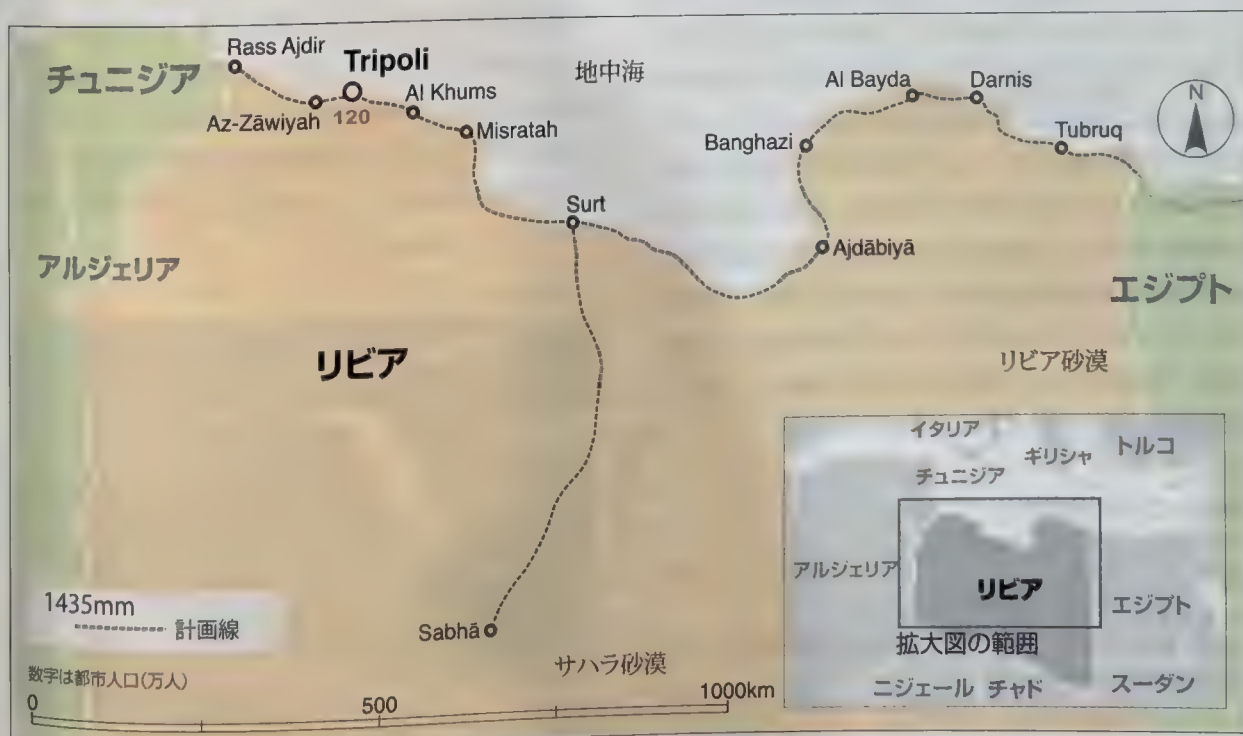 Rass Ajdir
Tripoli
地中海
Al Bayda
Darnis
N
チュニジア
Az-Zāwiyah
120
Al Khums
Misratah
Banghazi
Tubruq
Surt
Ajdābiyā
アルジェリア
エジプト
リビア
リビア砂漠
イタリア
ギリシャ
トルコ
チュニジア
アルジェリア
リビア
エジプト
拡大図の範囲
ニジェール
チャド
スーダン
1435mm
計画線
Sabhā
サハラ砂漠
数字は都市人口(万人)
0
500
1000km